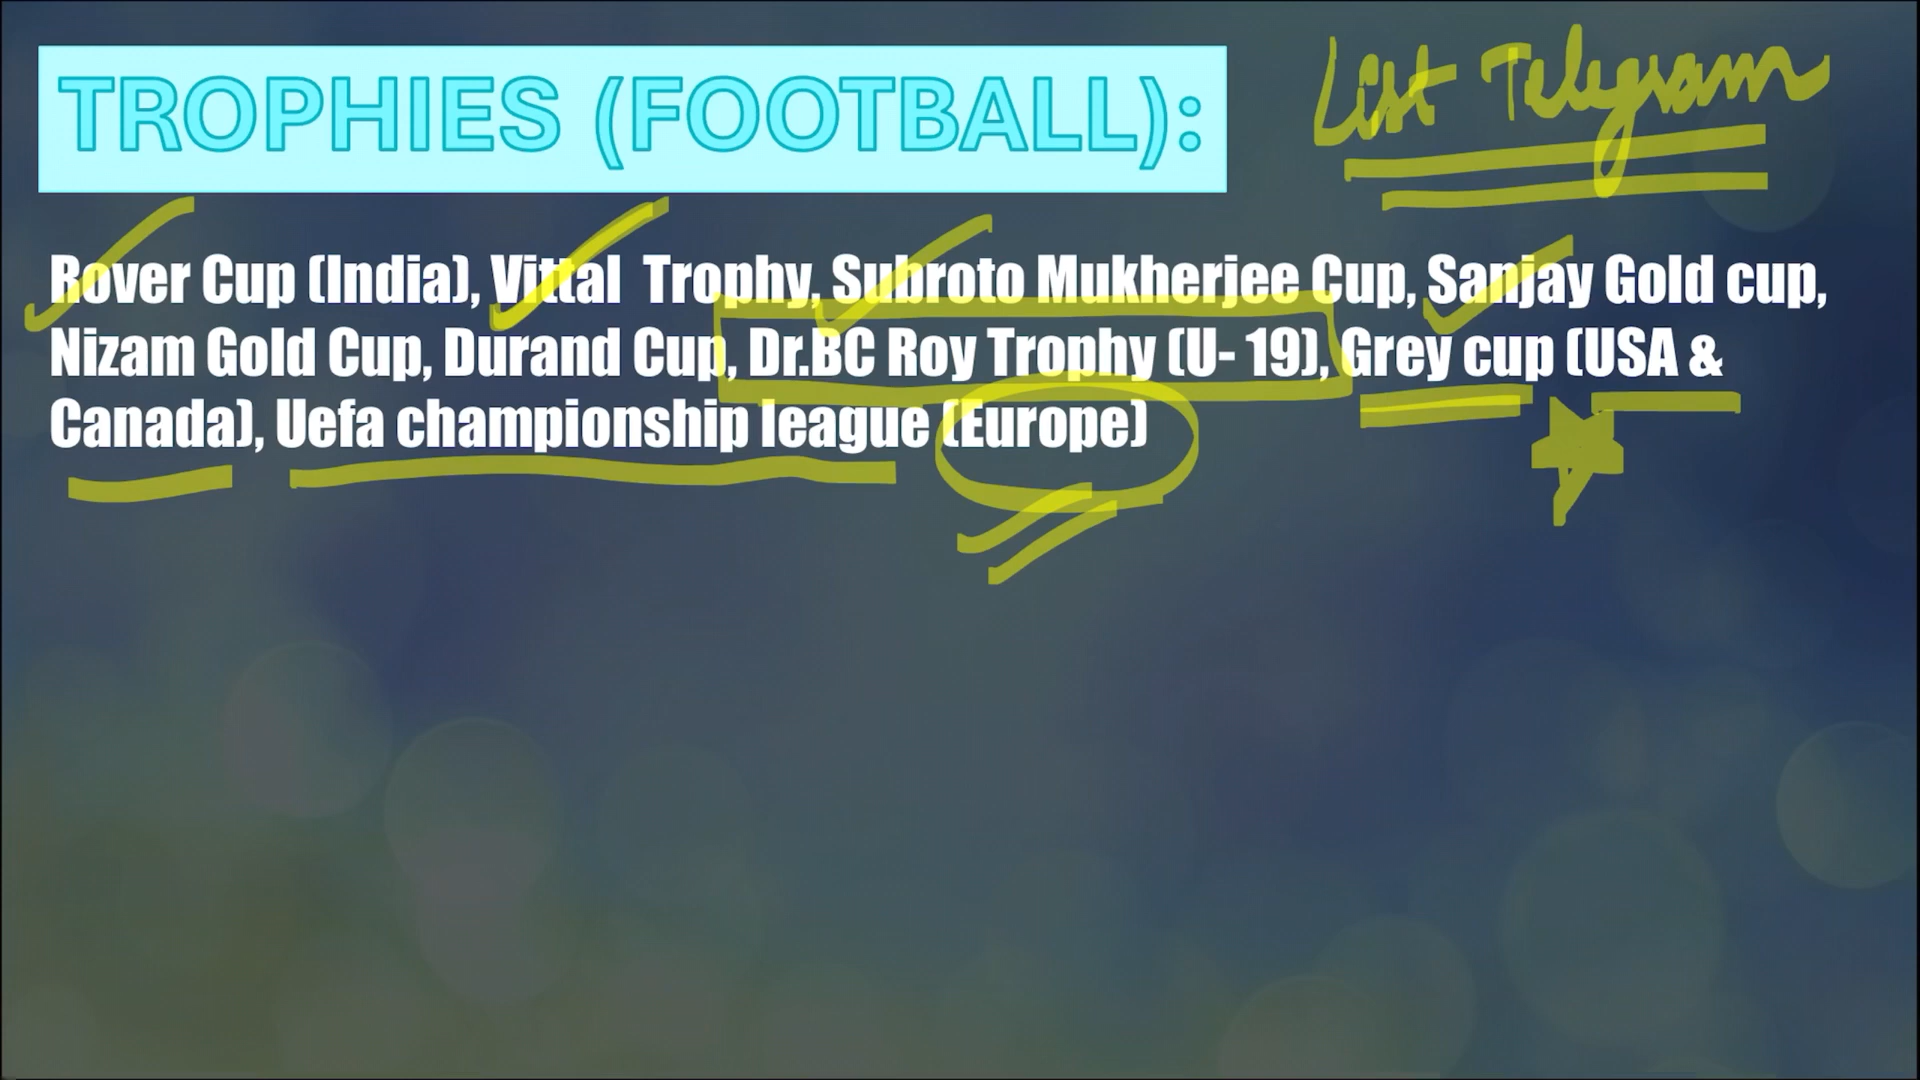 TROPHIES (FOOTBALL):
List Telegram
Rover Cup (India), Vittal Trophy, Subroto Mukherjee Cup, Sanjay Gold cup,
Nizam Gold Cup, Durand Cup, Dr.BC Roy Trophy (U- 19), Grey cup (USA &
Canada), Uefa championship league (Europe)